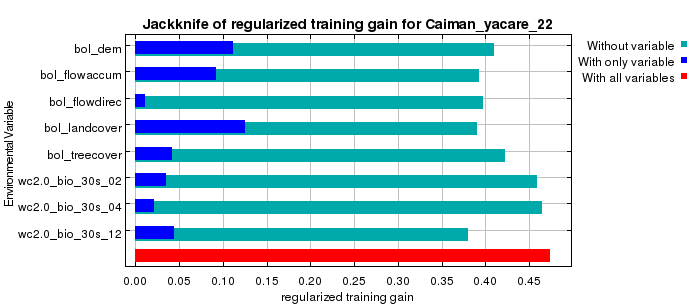 Jackknife of regularized training gain for Caiman_yacare_22
Without variable
With only variable
With all variables
Environmental Variable
bol_dem
bol_flowaccum
bol_flowdirec
bol_landcover
bol_treecover
wc2.0_bio_30s_02
wc2.0_bio_30s_04
wc2.0_bio_30s_12
0.00 0.05 0.10 0.15 0.20 0.25 0.30 0.35 0.40 0.45
regularized training gain